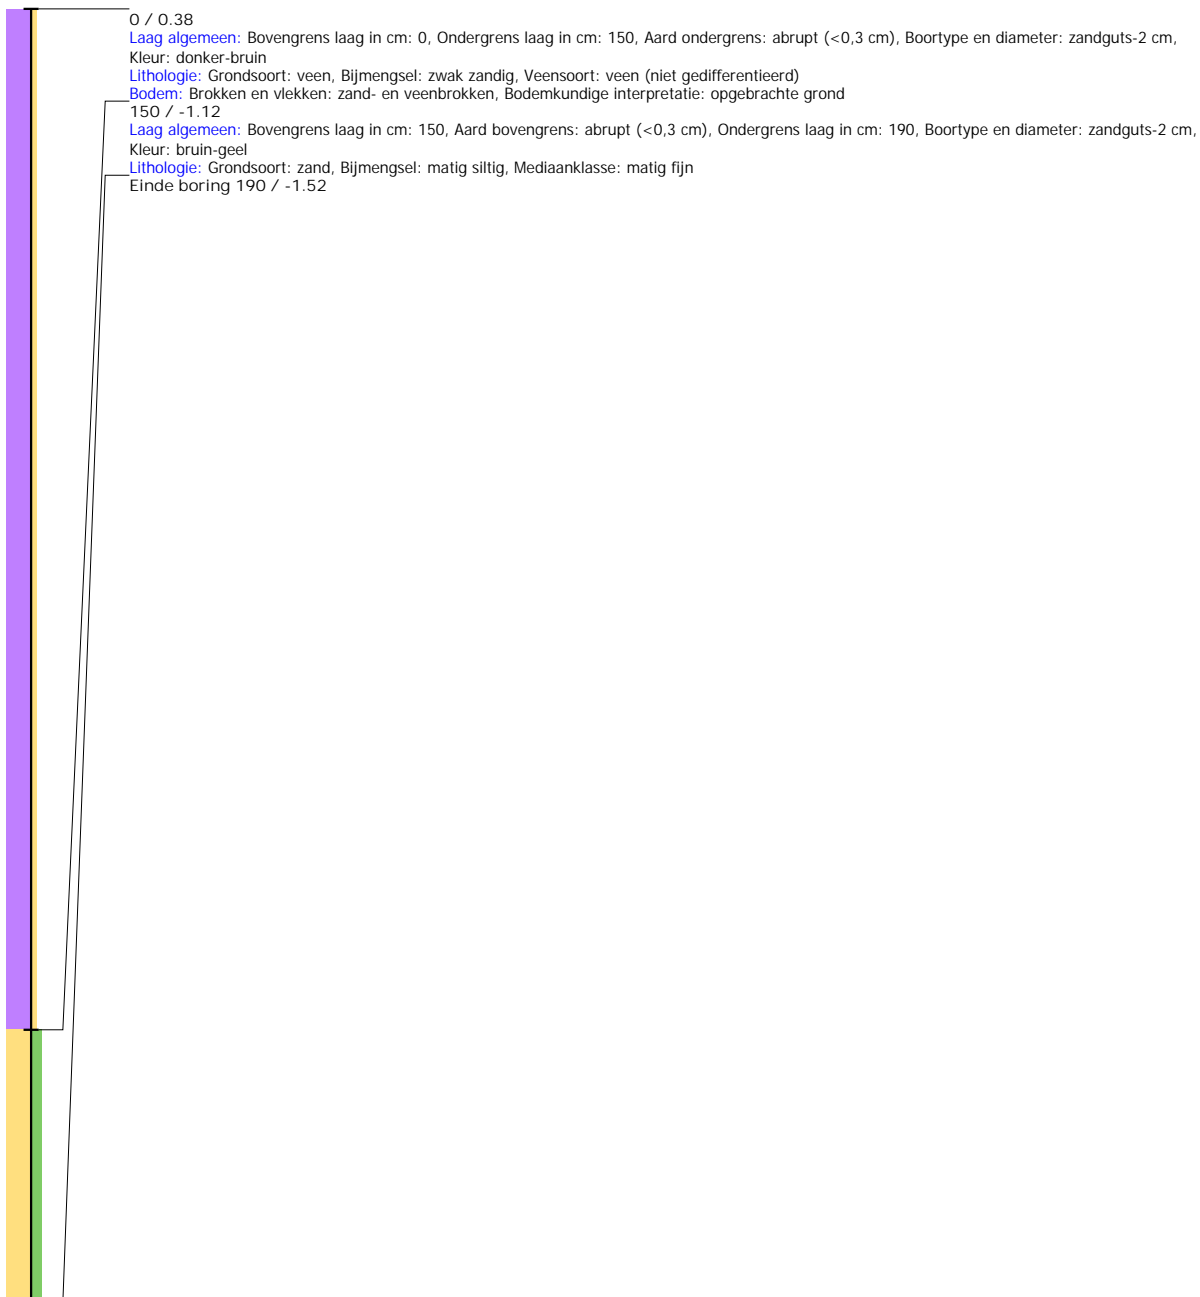 0 / 0.38
Laag algemeen: Bovengrens laag in cm: 0, Ondergrens laag in cm: 150, Aard ondergrens: abrupt (<0,3 cm), Boortype en diameter: zandguts-2 cm,
Kleur: donker-bruin
Lithologie: Grondsoort: veen, Bijmengsel: zwak zandig, Veensoort: veen (niet gedifferentieerd)
Bodem: Brokken en vlekken: zand- en veenbrokken, Bodemkundige interpretatie: opgebrachte grond
150 / -1.12
Laag algemeen: Bovengrens laag in cm: 150, Aard bovengrens: abrupt (<0,3 cm), Ondergrens laag in cm: 190, Boortype en diameter: zandguts-2 cm,
Kleur: bruin-geel
Lithologie: Grondsoort: zand, Bijmengsel: matig siltig, Mediaanklasse: matig fijn
Einde boring 190 / -1.52